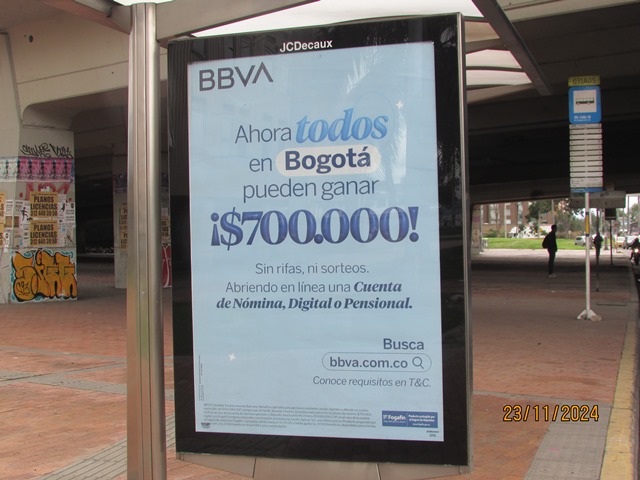 JCDecaux
BBVA
Ahora todos
en Bogotá
pueden ganar
¡$700.000!
Sin rifas, ni sorteos.
Abriendo en línea una Cuenta
de Nómina, Digital o Pensional.
Busca
bbva.com.co
Conoce requisitos en T&C.
Fogafín
PLANOS
LICENCIAS
PLANOS
LICENCIAS
23/11/2024